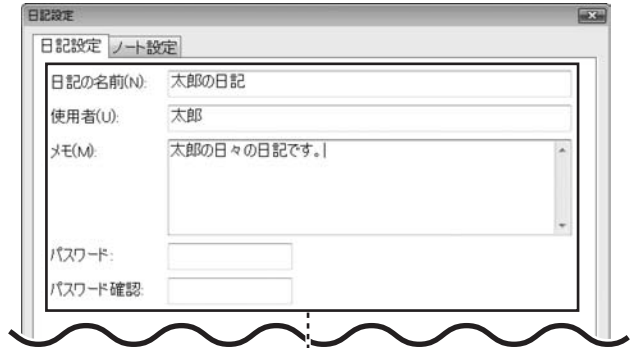 日記設定
日記設定 ノート設定
日記の名前(N): 太郎の日記
使用者(U): 太郎
メモ(M): 太郎の日々の日記です。
パスワード:
パスワード確認: